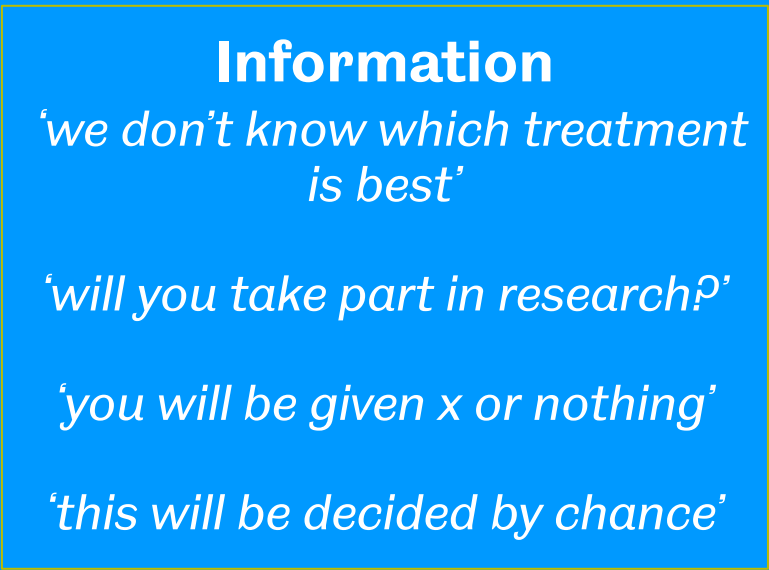 Information
‘we don’t know which treatment
is best’
‘will you take part in research?’
‘you will be given x or nothing’
‘this will be decided by chance’